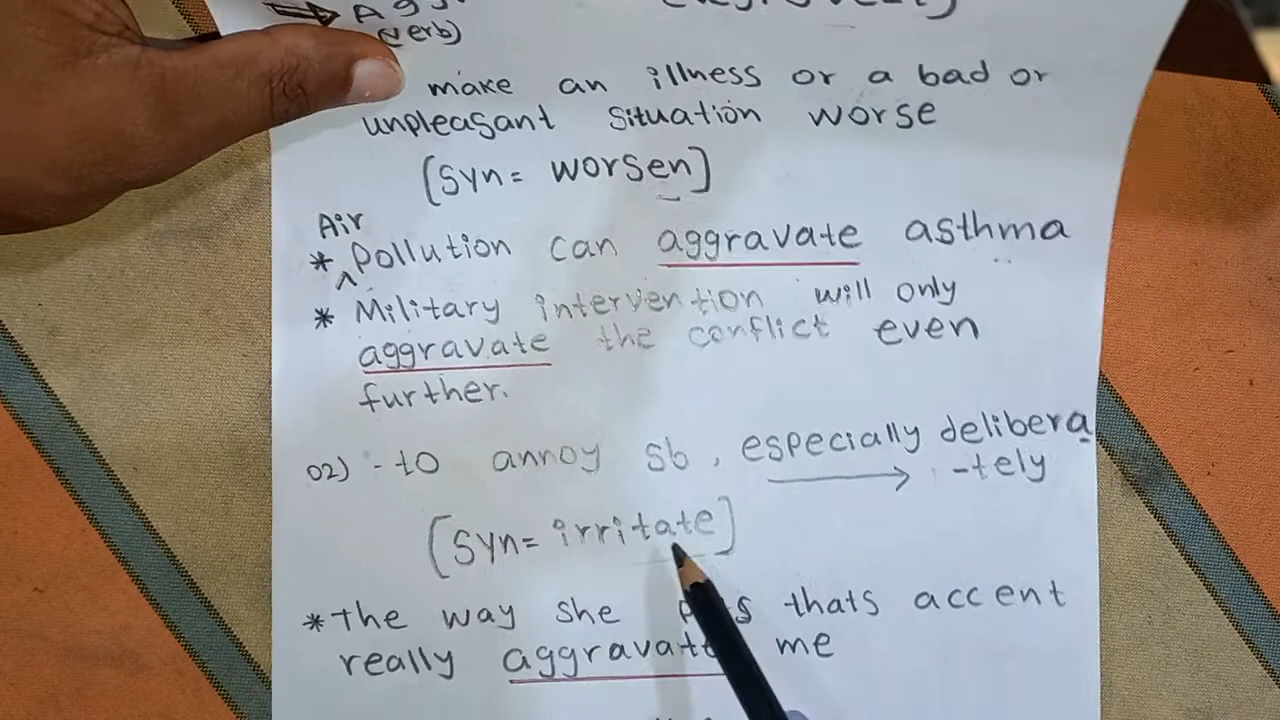 (verb)
make an illness or a bad or
unpleasant situation worse
[Syn= worsen]
Air
* ^ Pollution can aggravate asthma
* Military intervention will only
aggravate the conflict even
further.
02) -to annoy sb, especially delibera
-tely
[Syn= irritate]
*The way she thats accent
really aggravate me